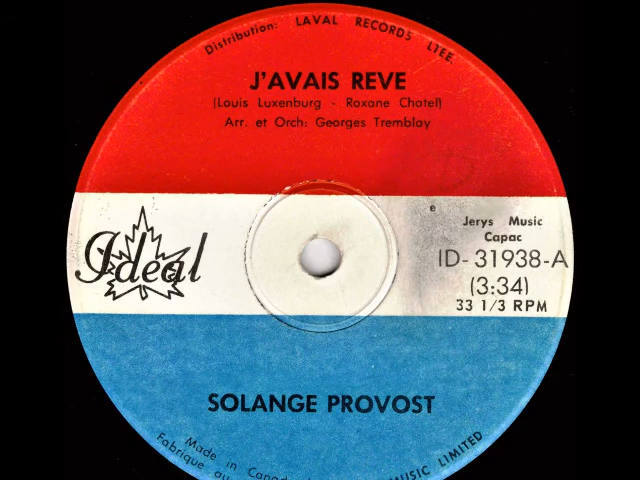 Distribution: LAVAL RECORDS LTEE.
J'AVAIS REVE
(Louis Luxenburg - Roxane Chatel)
Arr. et Orch: Georges Tremblay
Ideal
e
Jerys Music
Capac
ID-31938-A
(3:34)
33 1/3 RPM
SOLANGE PROVOST
Made in
Fabrique au
MUSIC LIMITED